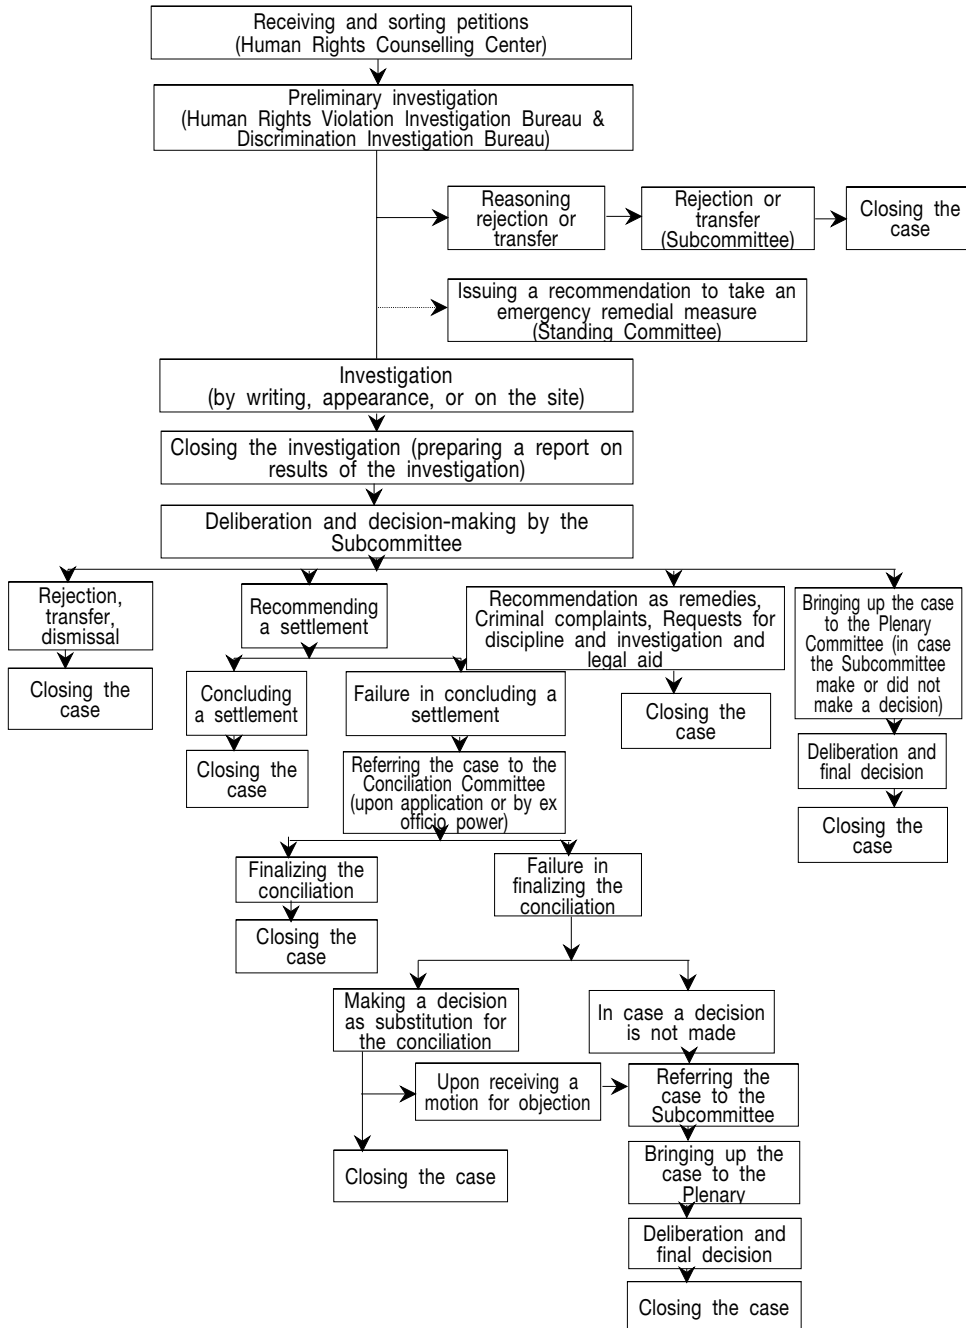 Receiving and sorting petitions
(Human Rights Counselling Center)
Preliminary investigation
(Human Rights Violation Investigation Bureau &
Discrimination Investigation Bureau)
Reasoning
rejection or
transfer
Rejection or
transfer
(Subcommittee)
Closing the
case
Issuing a recommendation to take an
emergency remedial measure
(Standing Committee)
Investigation
(by writing, appearance, or on the site)
Closing the investigation (preparing a report on
results of the investigation)
Deliberation and decision-making by the
Subcommittee
Rejection,
transfer,
dismissal
Closing the
case
Recommending
a settlement
Concluding
a settlement
Closing the
case
Failure in concluding a
settlement
Referring the case to the
Conciliation Committee
(upon application or by ex
officio power)
Recommendation as remedies,
Criminal complaints, Requests for
discipline and investigation and
legal aid
Closing the
case
Bringing up the case
to the Plenary
Committee (in case
the Subcommittee
make or did not
make a decision)
Deliberation and
final decision
Closing the
case
Finalizing the
conciliation
Closing the
case
Failure in
finalizing the
conciliation
Making a decision
as substitution for
the conciliation
In case a decision
is not made
Upon receiving a
motion for objection
Referring the
case to the
Subcommittee
Closing the case
Bringing up the
case to the
Plenary
Deliberation and
final decision
Closing the case